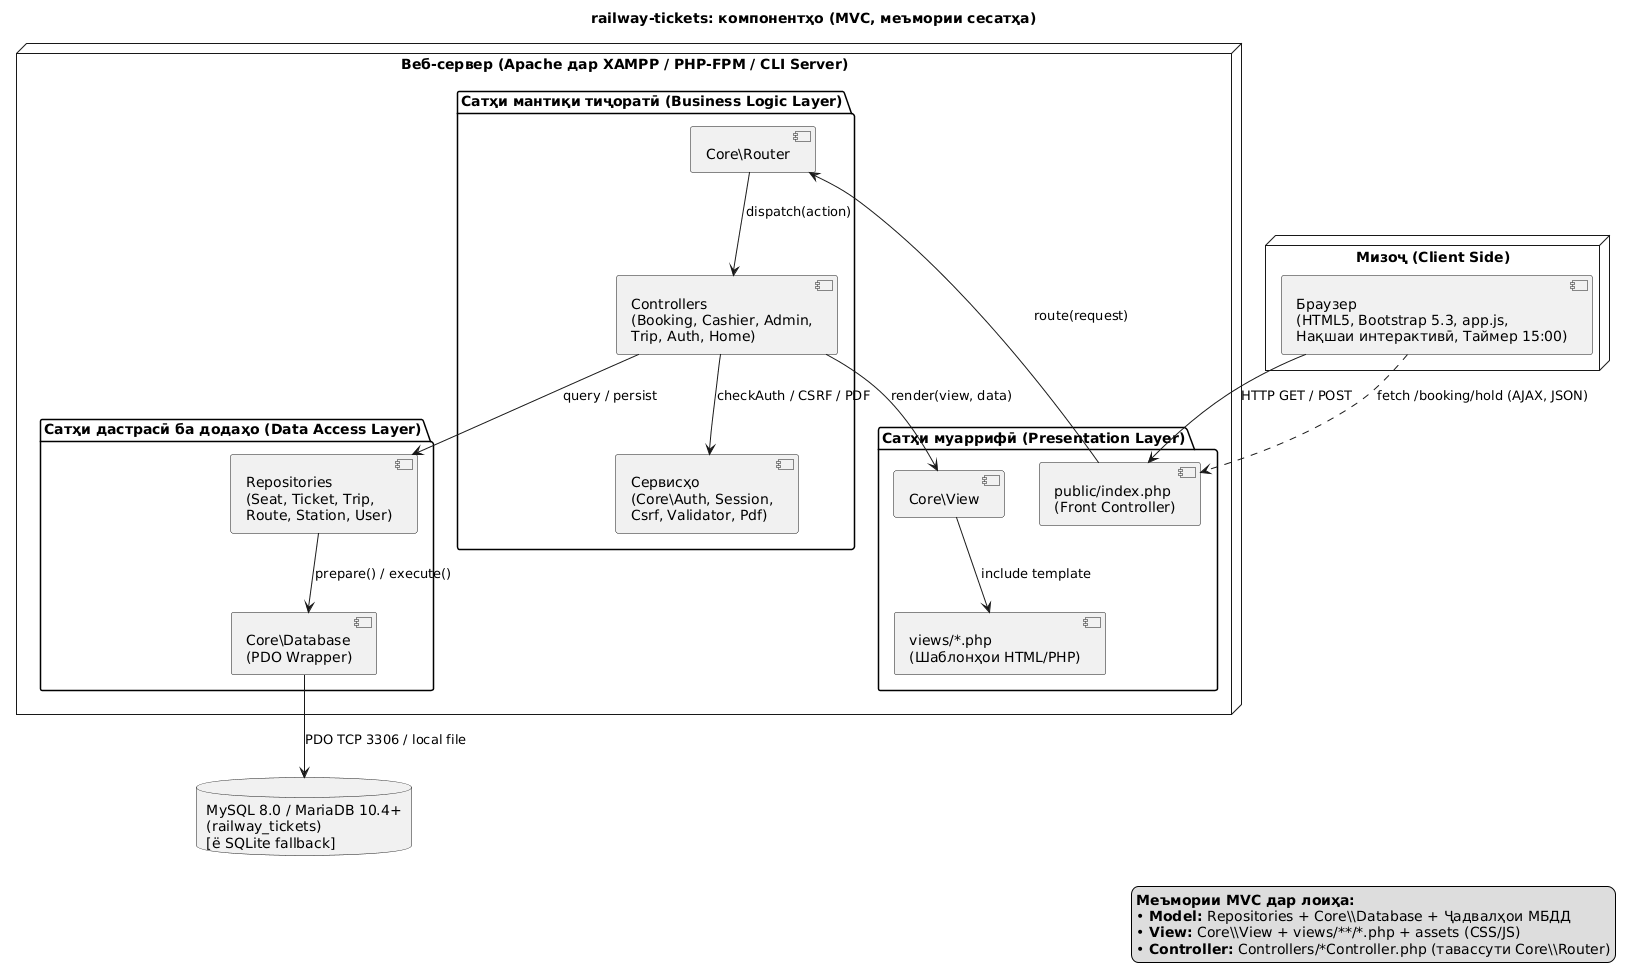 railway-tickets: компонентҳо (MVC, меъмории сесатҳа)
Веб-сервер (Apache дар XAMPP / PHP-FPM / CLI Server)
Сатҳи мантиқи тиҷоратӣ (Business Logic Layer)
Core\Router
dispatch(action)
Controllers
(Booking, Cashier, Admin,
Trip, Auth, Home)
route(request)
Мизоҷ (Client Side)
Браузер
(HTML5, Bootstrap 5.3, app.js,
Нақшаи интерактивӣ, Таймер 15:00)
query / persist
checkAuth / CSRF / PDF
render(view, data)
HTTP GET / POST
fetch /booking/hold (AJAX, JSON)
Сатҳи дастрасӣ ба додаҳо (Data Access Layer)
Repositories
(Seat, Ticket, Trip,
Route, Station, User)
Сервисҳо
(Core\Auth, Session,
Csrf, Validator, Pdf)
Сатҳи муаррифӣ (Presentation Layer)
Core\View
public/index.php
(Front Controller)
prepare() / execute()
include template
Core\Database
(PDO Wrapper)
views/*.php
(Шаблонҳои HTML/PHP)
PDO TCP 3306 / local file
MySQL 8.0 / MariaDB 10.4+
(railway_tickets)
[ё SQLite fallback]
Меъмории MVC дар лоиҳа:
• Model: Repositories + Core\\Database + Ҷадвалҳои МБДД
• View: Core\\View + views/**/*.php + assets (CSS/JS)
• Controller: Controllers/*Controller.php (тавассути Core\\Router)